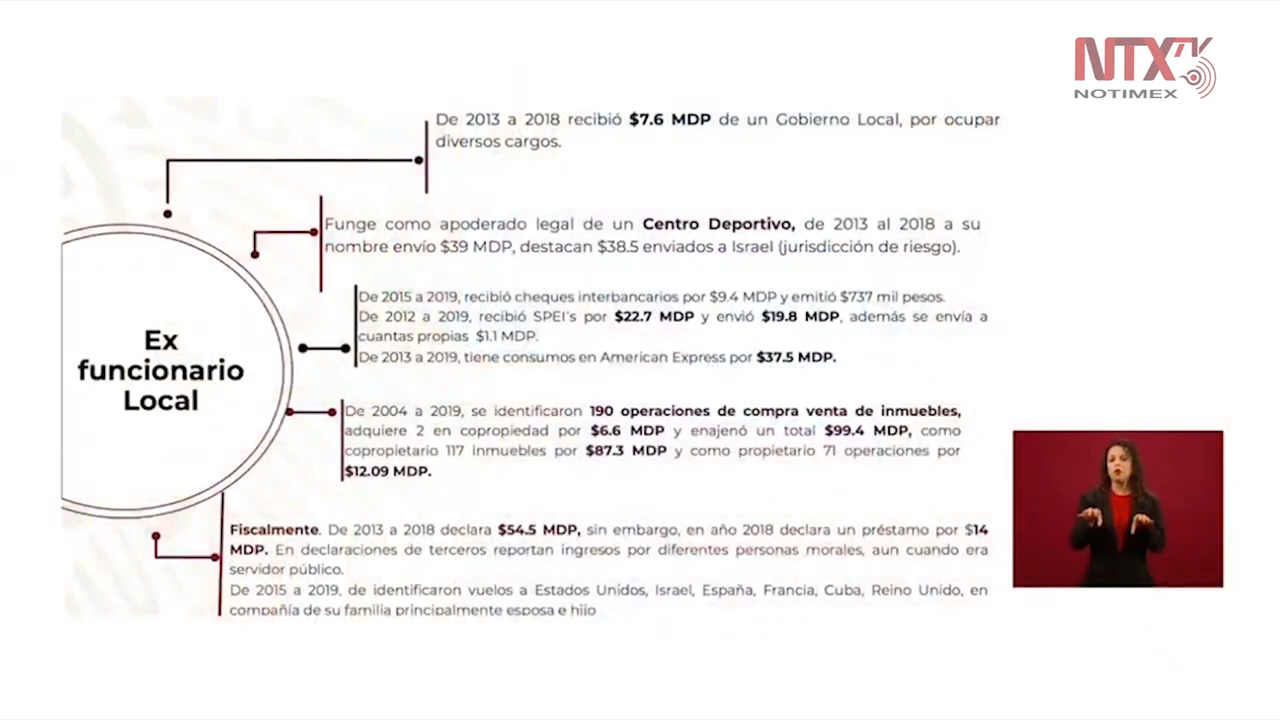 NTX TV
NOTIMEX
De 2013 a 2018 recibió $7.6 MDP de un Gobierno Local, por ocupar
diversos cargos.
Funge como apoderado legal de un Centro Deportivo, de 2013 al 2018 a su
nombre envío $39 MDP, destacan $38.5 enviados a Israel (jurisdicción de riesgo).
De 2015 a 2019, recibió cheques interbancarios por $9.4 MDP y emitió $737 mil pesos.
De 2012 a 2019, recibió SPEI´s por $22.7 MDP y envió $19.8 MDP, además se envía a
cuantas propias $1.1 MDP.
De 2013 a 2019, tiene consumos en American Express por $37.5 MDP.
Ex
funcionario
Local
De 2004 a 2019, se identificaron 190 operaciones de compra venta de inmuebles,
adquiere 2 en copropiedad por $6.6 MDP y enajenó un total $99.4 MDP, como
copropietario 117 inmuebles por $87.3 MDP y como propietario 71 operaciones por
$12.09 MDP.
Fiscalmente. De 2013 a 2018 declara $54.5 MDP, sin embargo, en año 2018 declara un préstamo por $14
MDP. En declaraciones de terceros reportan ingresos por diferentes personas morales, aun cuando era
servidor público.
De 2015 a 2019, de identificaron vuelos a Estados Unidos, Israel, España, Francia, Cuba, Reino Unido, en
compañía de su familia principalmente esposa e hijo